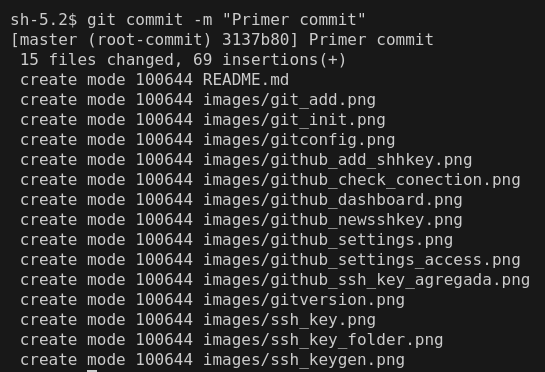 sh-5.2$ git commit -m "Primer commit"
[master (root-commit) 3137b80] Primer commit
 15 files changed, 69 insertions(+)
 create mode 100644 README.md
 create mode 100644 images/git_add.png
 create mode 100644 images/git_init.png
 create mode 100644 images/gitconfig.png
 create mode 100644 images/github_add_shhkey.png
 create mode 100644 images/github_check_conection.png
 create mode 100644 images/github_dashboard.png
 create mode 100644 images/github_newsshkey.png
 create mode 100644 images/github_settings.png
 create mode 100644 images/github_settings_access.png
 create mode 100644 images/github_ssh_key_agregada.png
 create mode 100644 images/gitversion.png
 create mode 100644 images/ssh_key.png
 create mode 100644 images/ssh_key_folder.png
 create mode 100644 images/ssh_keygen.png